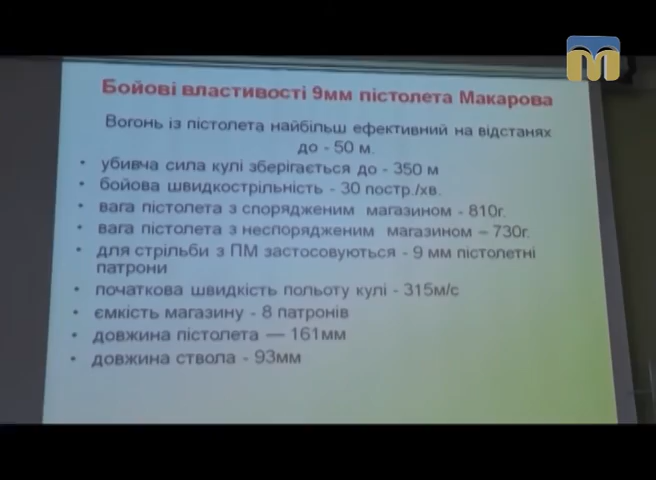 Бойові властивості 9мм пістолета Макарова
Вогонь із пістолета найбільш ефективний на відстанях
до - 50 м.
• убивча сила кулі зберігається до - 350 м
• бойова швидкострільність - 30 постр./хв.
• вага пістолета з спорядженим магазином - 810г.
• вага пістолета з неспорядженим магазином – 730г.
• для стрільби з ПМ застосовуються - 9 мм пістолетні
патрони
• початкова швидкість польоту кулі - 315м/с
• ємкість магазину - 8 патронів
• довжина пістолета — 161мм
• довжина ствола - 93мм